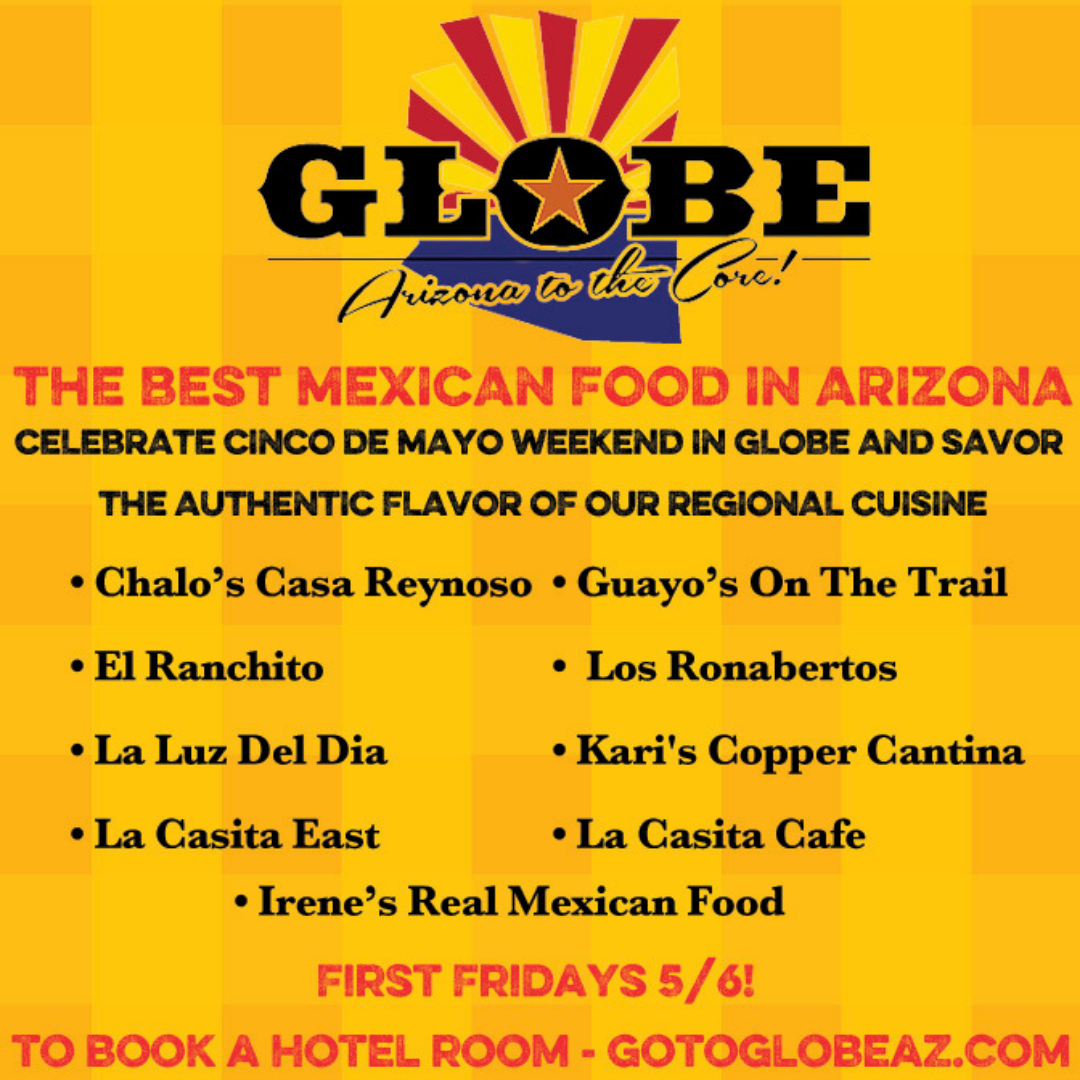 GLOBE
Arizona to the Core!
THE BEST MEXICAN FOOD IN ARIZONA
CELEBRATE CINCO DE MAYO WEEKEND IN GLOBE AND SAVOR
THE AUTHENTIC FLAVOR OF OUR REGIONAL CUISINE
• Chalo’s Casa Reynoso • Guayo’s On The Trail
• El Ranchito • Los Ronabertos
• La Luz Del Dia • Kari's Copper Cantina
• La Casita East • La Casita Cafe
• Irene’s Real Mexican Food
FIRST FRIDAYS 5/6!
TO BOOK A HOTEL ROOM - GOTOGLOBEAZ.COM